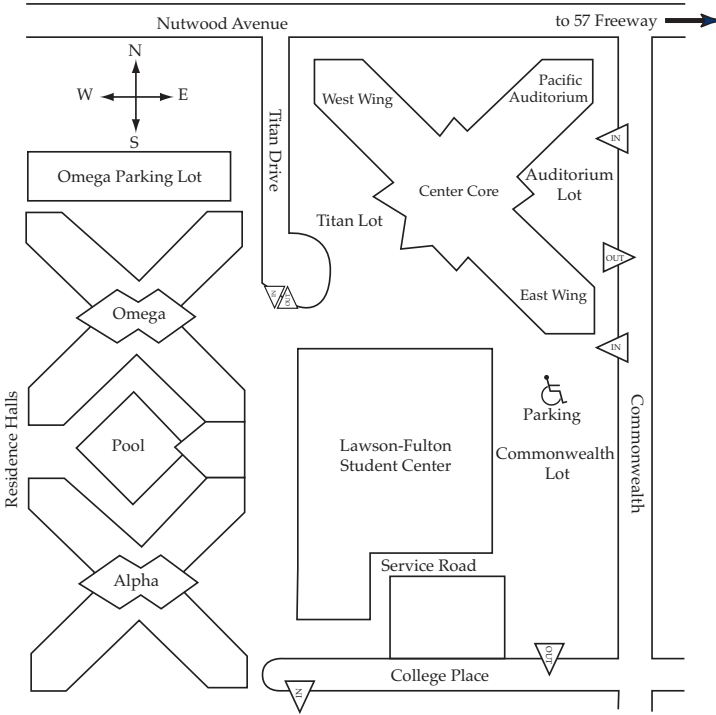 to 57 Freeway
Nutwood Avenue
N
W E
S
Titan Drive
West Wing
Pacific
Auditorium
IN
Omega Parking Lot
Center Core
Auditorium
Lot
Titan Lot
OUT
IN
OUT
East Wing
Omega
IN
Parking
Commonwealth
Residence Halls
Pool
Lawson-Fulton
Student Center
Commonwealth
Lot
Service Road
Alpha
OUT
College Place
IN